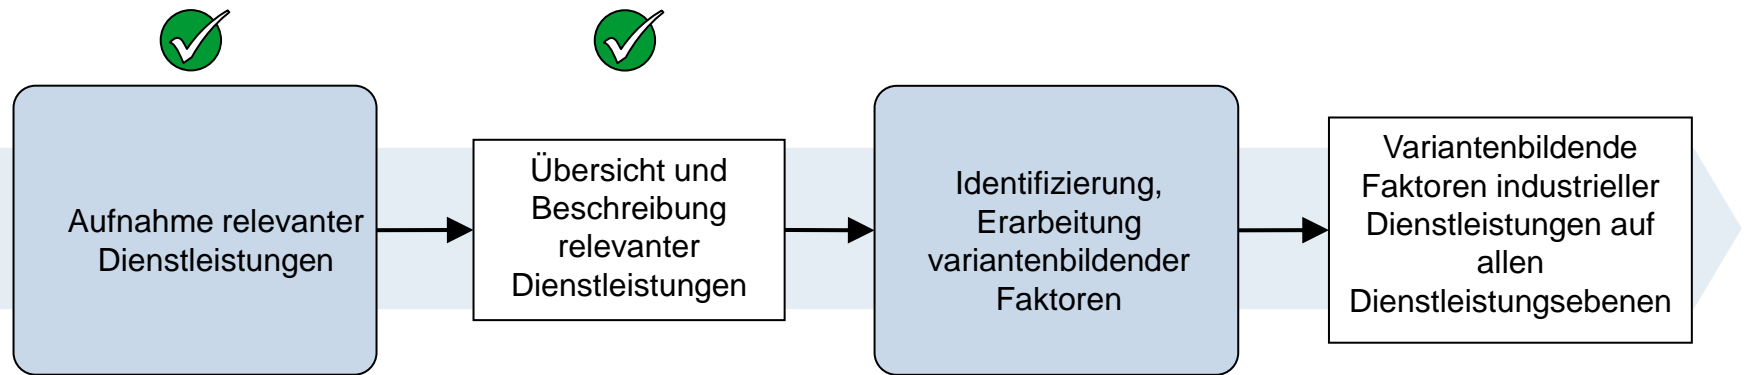 Aufnahme relevanter
Dienstleistungen
Übersicht und
Beschreibung
relevanter
Dienstleistungen
Identifizierung,
Erarbeitung
variantenbildender
Faktoren
Variantenbildende
Faktoren industrieller
Dienstleistungen auf
allen
Dienstleistungsebenen